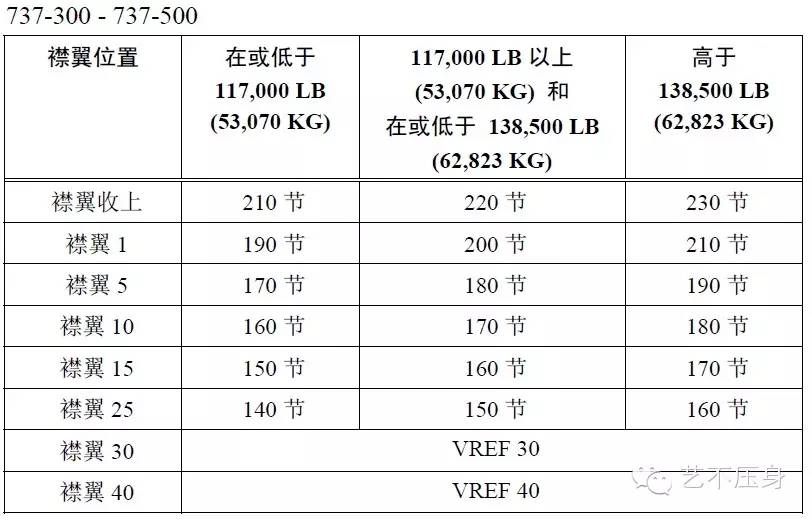 737-300 - 737-500
襟翼位置 在或低于 117,000 LB (53,070 KG) 117,000 LB 以上 (53,070 KG) 和 在或低于 138,500 LB (62,823 KG) 高于 138,500 LB (62,823 KG)
襟翼收上 210 节 220 节 230 节
襟翼 1 190 节 200 节 210 节
襟翼 5 170 节 180 节 190 节
襟翼 10 160 节 170 节 180 节
襟翼 15 150 节 160 节 170 节
襟翼 25 140 节 150 节 160 节
襟翼 30 VREF 30
襟翼 40 VREF 40
艺不压身